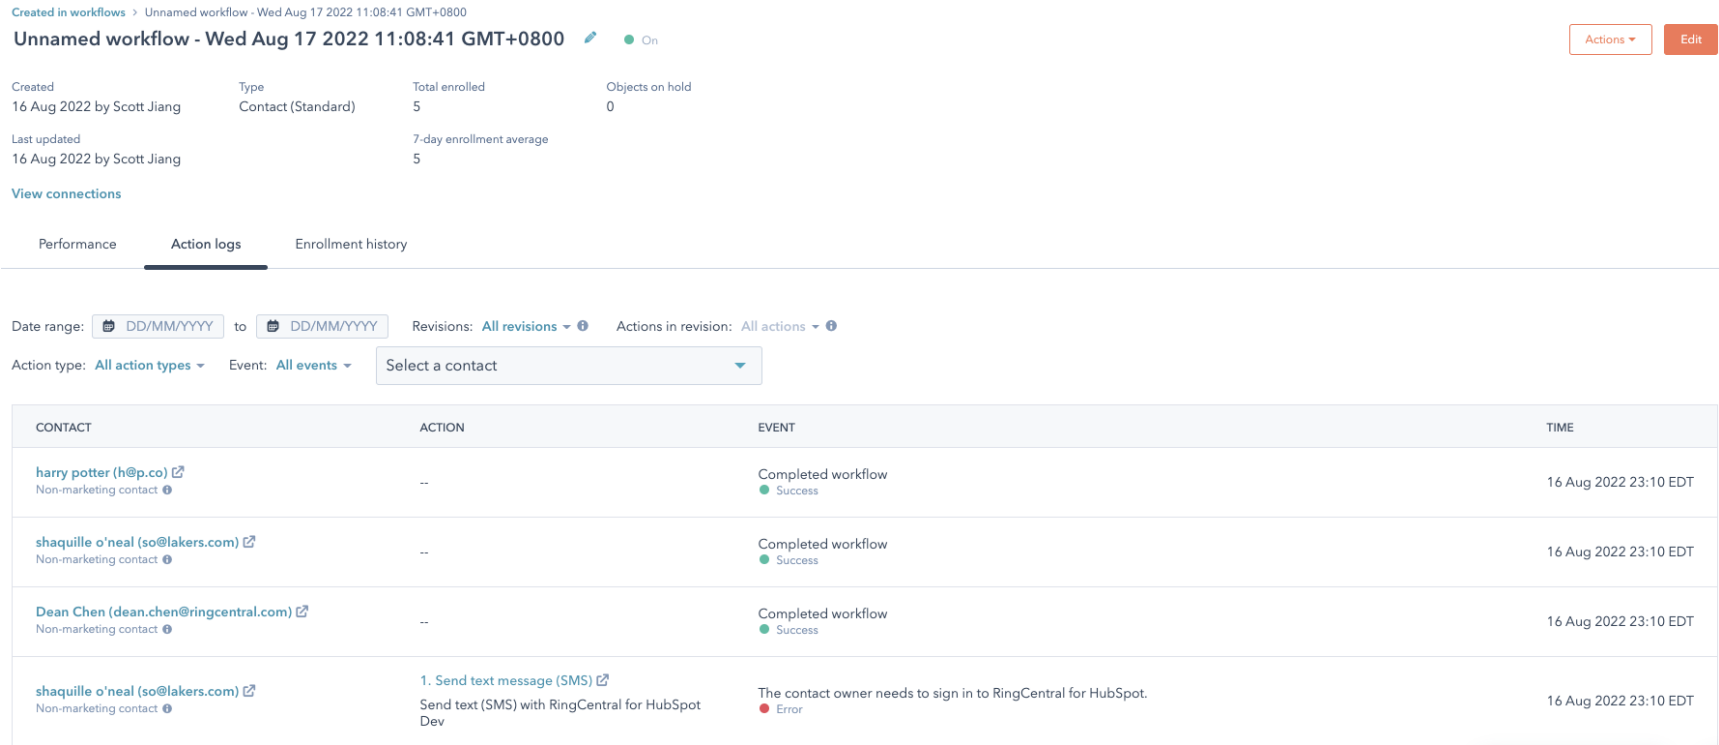 Created in workflows > Unnamed workflow - Wed Aug 17 2022 11:08:41 GMT+0800
Unnamed workflow - Wed Aug 17 2022 11:08:41 GMT+0800 On
Actions Edit
Created Type Total enrolled Objects on hold
16 Aug 2022 by Scott Jiang Contact (Standard) 5 0
Last updated 7-day enrollment average
16 Aug 2022 by Scott Jiang 5
View connections
Performance Action logs Enrollment history
Date range: DD/MM/YYYY to DD/MM/YYYY Revisions: All revisions Actions in revision: All actions
Action type: All action types Event: All events Select a contact
CONTACT ACTION EVENT TIME
harry potter (h@p.co) -- Completed workflow 16 Aug 2022 23:10 EDT
Non-marketing contact Success
shaquille o'neal (so@lakers.com) -- Completed workflow 16 Aug 2022 23:10 EDT
Non-marketing contact Success
Dean Chen (dean.chen@ringcentral.com) -- Completed workflow 16 Aug 2022 23:10 EDT
Non-marketing contact Success
shaquille o'neal (so@lakers.com) 1. Send text message (SMS) The contact owner needs to sign in to RingCentral for HubSpot. 16 Aug 2022 23:10 EDT
Non-marketing contact Send text (SMS) with RingCentral for HubSpot Error
Dev